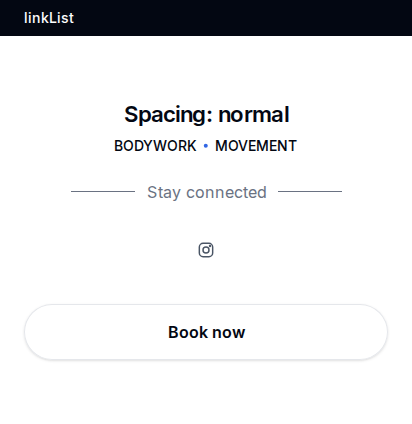 linkList
Spacing: normal
BODYWORK • MOVEMENT
Stay connected
Book now